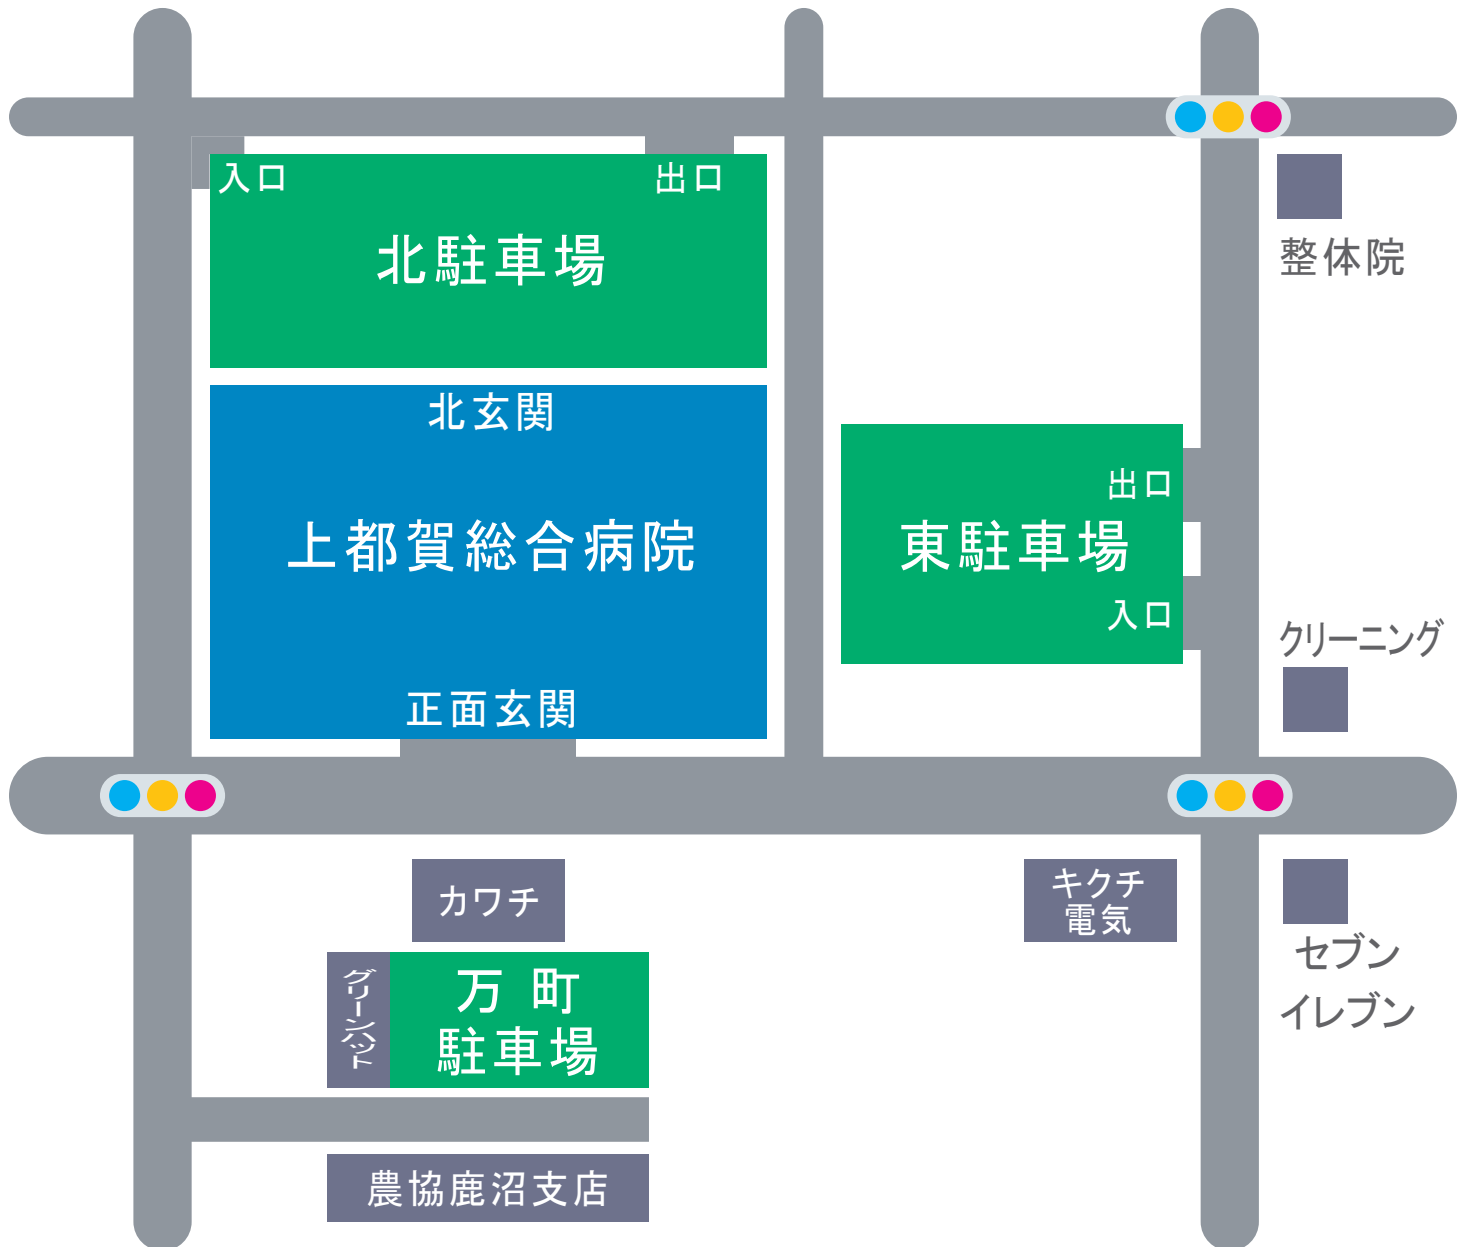 入口
出口
北駐車場
整体院
北玄関
上都賀総合病院
正面玄関
出口
東駐車場
入口
クリーニング
カワチ
キクチ
電気
グリーンハット
万 町
駐車場
セブン
イレブン
農協鹿沼支店